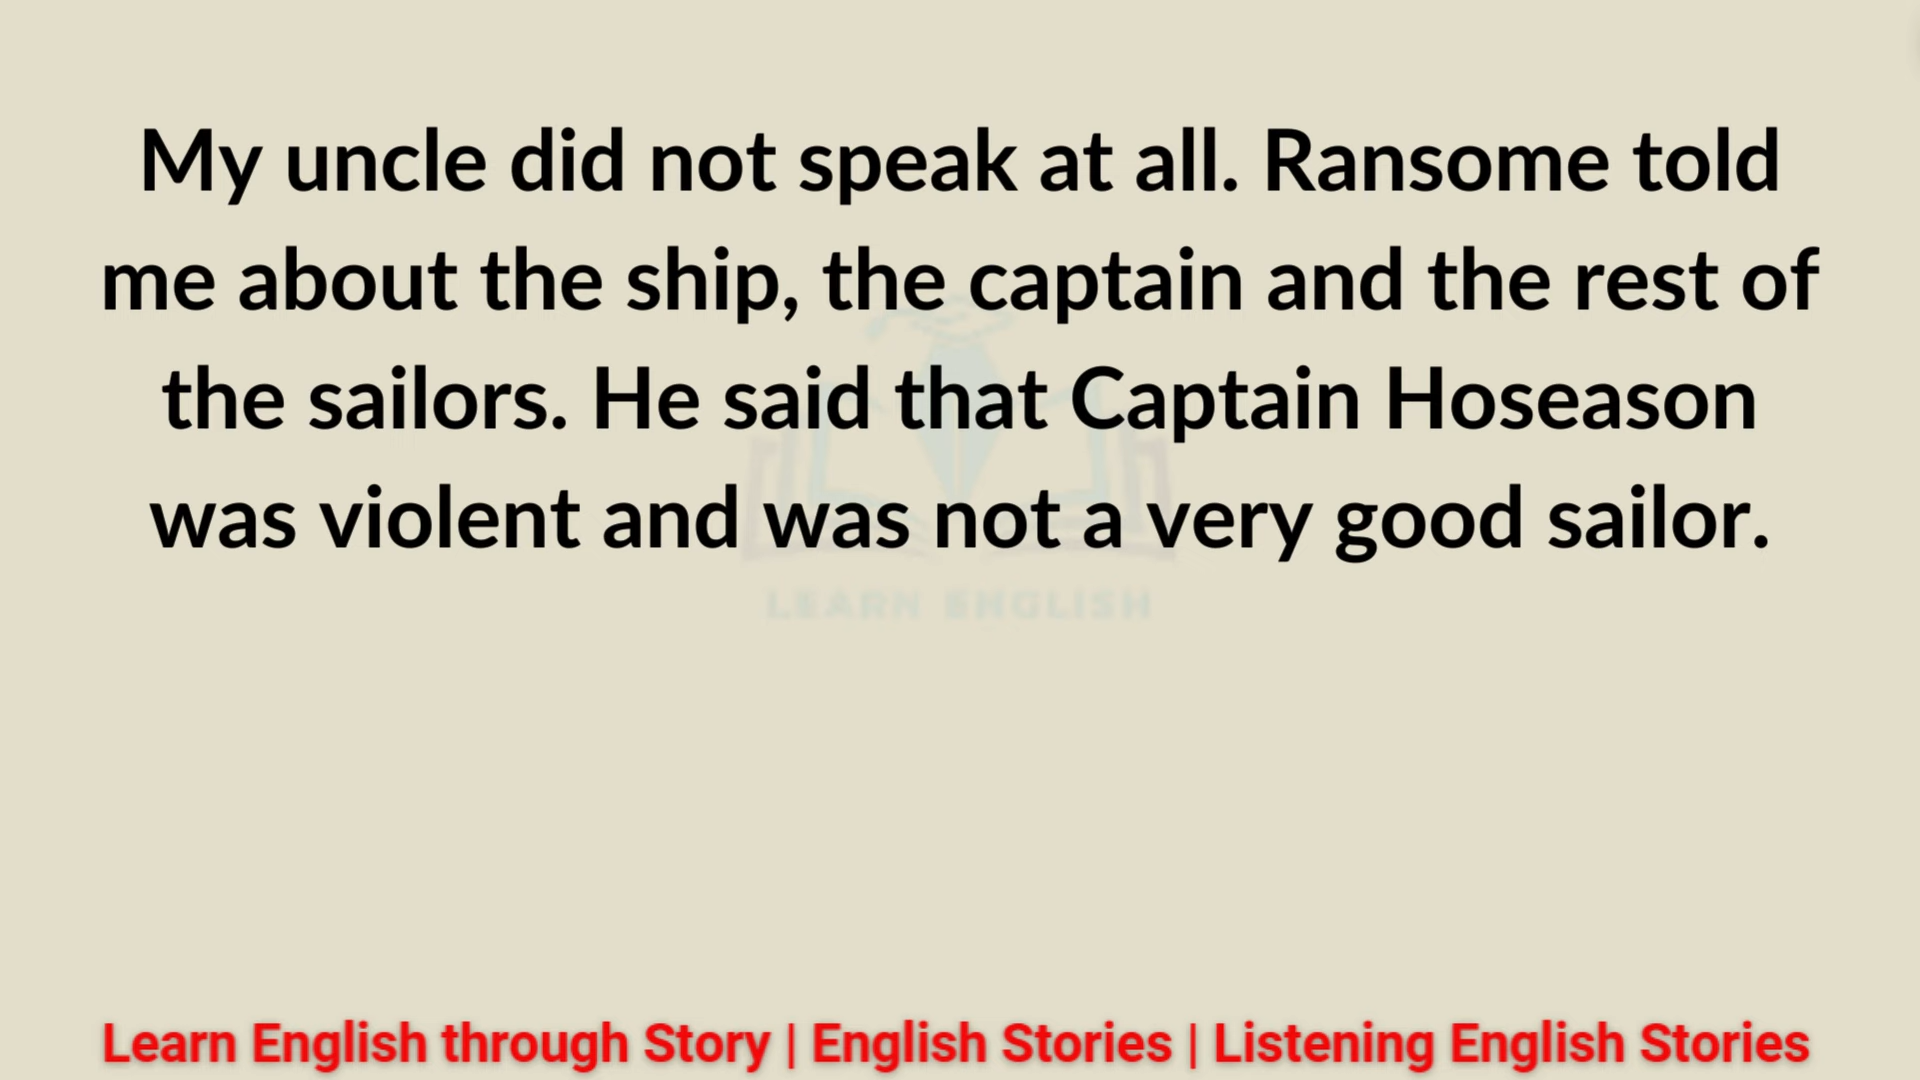 My uncle did not speak at all. Ransome told
me about the ship, the captain and the rest of
the sailors. He said that Captain Hoseason
was violent and was not a very good sailor.
LEARN ENGLISH
Learn English through Story | English Stories | Listening English Stories